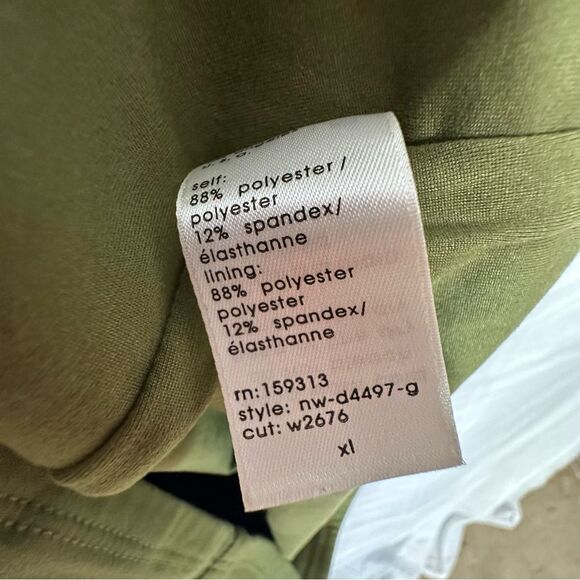 self:
88% polyester/
polyester
12% spandex/
élasthanne
lining:
88% polyester
polyester
12% spandex/
élasthanne
rn:159313
style: nw-d4497-g
cut: w2676
xl